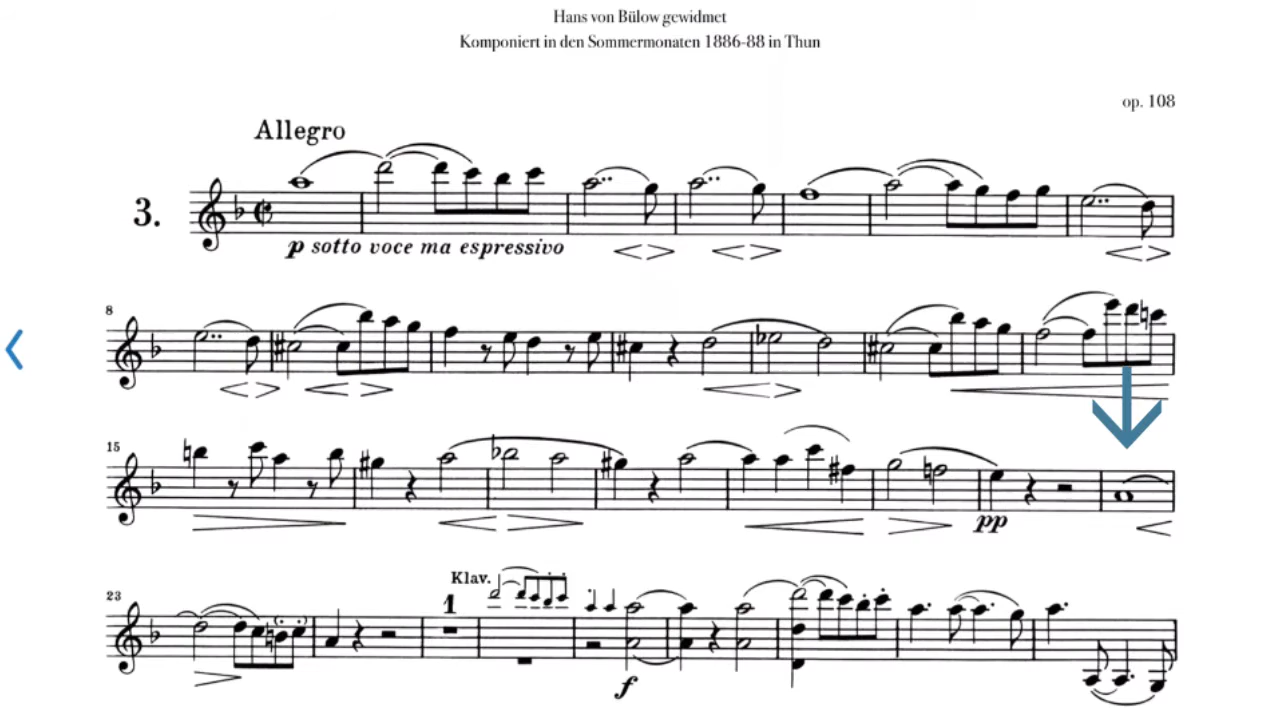 Hans von Bülow gewidmet
Komponiert in den Sommermonaten 1886-88 in Thun
op. 108
Allegro
3.
p sotto voce ma espressivo
8
15
pp
23
Klav.
1
f